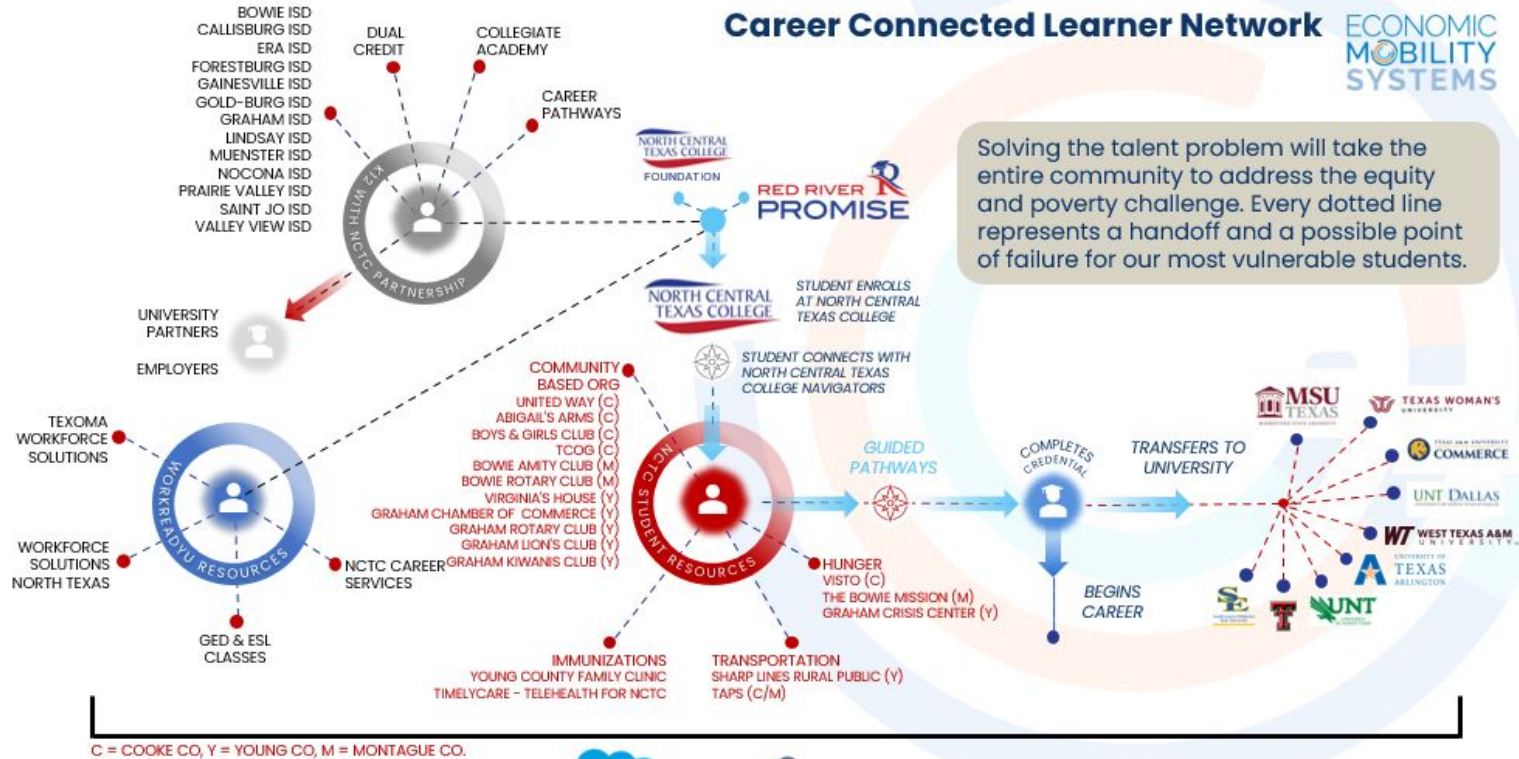 Career Connected Learner Network
ECONOMIC
MOBILITY
SYSTEMS
BOWIE ISD
CALLISBURG ISD
ERA ISD
FORESTBURG ISD
GAINESVILLE ISD
GOLD-BURG ISD
GRAHAM ISD
LINDSAY ISD
MUENSTER ISD
NOCONA ISD
PRAIRIE VALLEY ISD
SAINT JO ISD
VALLEY VIEW ISD
DUAL
CREDIT
COLLEGIATE
ACADEMY
CAREER
PATHWAYS
K12 WITH NCTC PARTNERSHIP
UNIVERSITY
PARTNERS
EMPLOYERS
NORTH CENTRAL
TEXAS COLLEGE
FOUNDATION
RED RIVER
PROMISE
Solving the talent problem will take the
entire community to address the equity
and poverty challenge. Every dotted line
represents a handoff and a possible point
of failure for our most vulnerable students.
NORTH CENTRAL
TEXAS COLLEGE
STUDENT ENROLLS
AT NORTH CENTRAL
TEXAS COLLEGE
STUDENT CONNECTS WITH
NORTH CENTRAL TEXAS
COLLEGE NAVIGATORS
TEXOMA
WORKFORCE
SOLUTIONS
WORKREADYU RESOURCES
WORKFORCE
SOLUTIONS
NORTH TEXAS
NCTC CAREER
SERVICES
GED & ESL
CLASSES
COMMUNITY
BASED ORG
UNITED WAY (C)
ABIGAIL'S ARMS (C)
BOYS & GIRLS CLUB (C)
TCOG (C)
BOWIE AMITY CLUB (M)
BOWIE ROTARY CLUB (M)
VIRGINIA'S HOUSE (Y)
GRAHAM CHAMBER OF COMMERCE (Y)
GRAHAM ROTARY CLUB (Y)
GRAHAM LION'S CLUB (Y)
GRAHAM KIWANIS CLUB (Y)
NCTC STUDENT RESOURCES
HUNGER
VISTO (C)
THE BOWIE MISSION (M)
GRAHAM CRISIS CENTER (Y)
IMMUNIZATIONS
YOUNG COUNTY FAMILY CLINIC
TIMELYCARE - TELEHEALTH FOR NCTC
TRANSPORTATION
SHARP LINES RURAL PUBLIC (Y)
TAPS (C/M)
GUIDED
PATHWAYS
COMPLETES
CREDENTIAL
TRANSFERS TO
UNIVERSITY
BEGINS
CAREER
MSU
TEXAS
TEXAS WOMAN'S
UNIVERSITY
TEXAS A&M UNIVERSITY
COMMERCE
UNT DALLAS
WT WEST TEXAS A&M
UNIVERSITY
UNIVERSITY OF
TEXAS
ARLINGTON
SE
T
UNT
C = COOKE CO, Y = YOUNG CO, M = MONTAGUE CO.